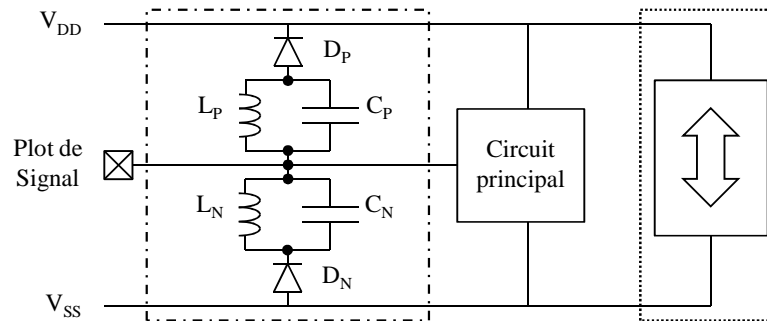 V_DD
D_P
L_P
C_P
Plot de
Signal
Circuit
principal
L_N
C_N
D_N
V_SS